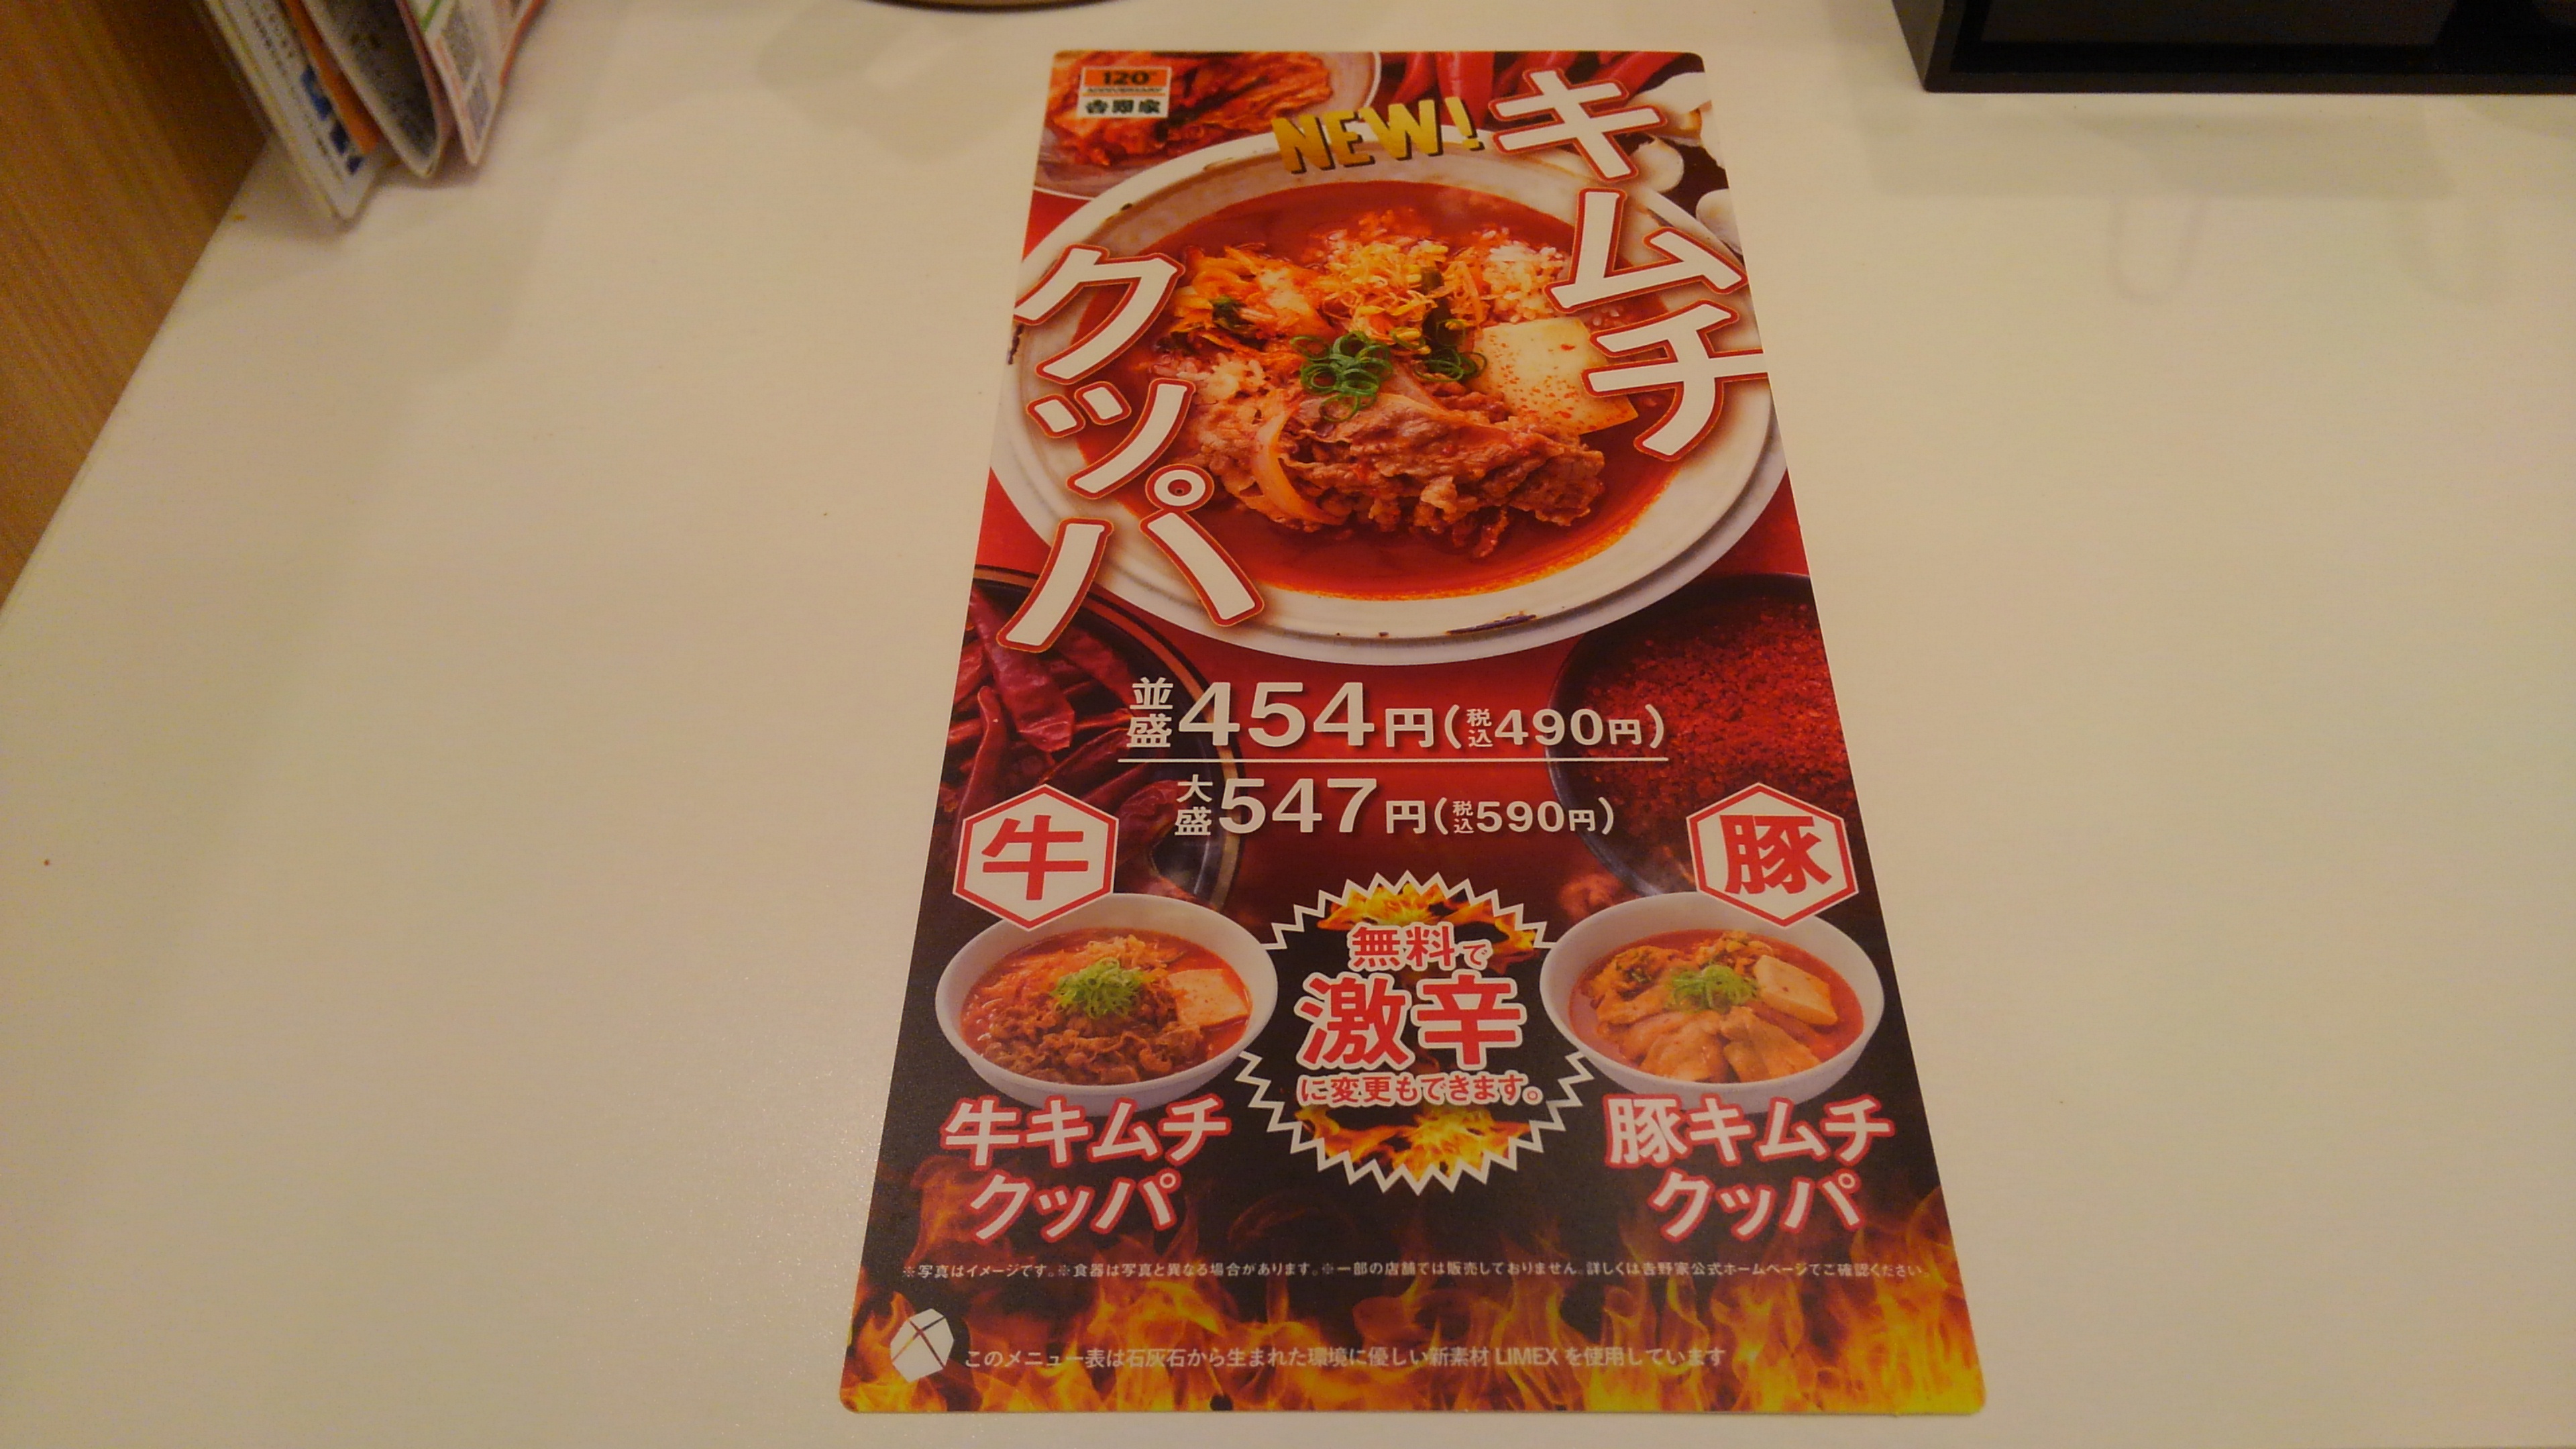 120th
ANNIVERSARY
吉野家
NEW!
キムチ
クッパ
並盛454円(税込490円)
大盛547円(税込590円)
牛
豚
無料で
激辛
に変更もできます。
牛キムチ
クッパ
豚キムチ
クッパ
※写真はイメージです。※食器は写真と異なる場合があります。※一部の店舗では販売しておりません。詳しくは吉野家公式ホームページでご確認ください。
このメニュー表は石灰石から生まれた環境に優しい新素材 LIMEX を使用しています